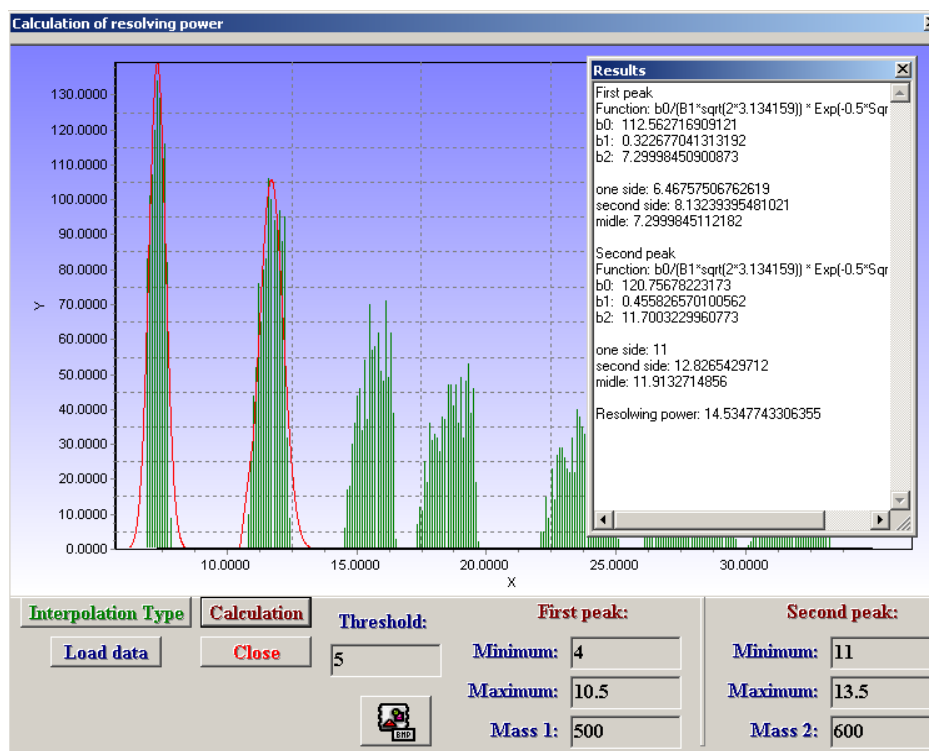 Calculation of resolving power
130.0000
120.0000
110.0000
100.0000
90.0000
80.0000
70.0000
60.0000
50.0000
40.0000
30.0000
20.0000
10.0000
0.0000
Y
10.0000 15.0000 20.0000 25.0000 30.0000
X
Results
First peak
Function: b0/(B1*sqrt(2*3.134159)) * Exp(-0.5*Sqr
b0: 112.562716909121
b1: 0.322677041313192
b2: 7.29998450900873
one side: 6.46757506762619
second side: 8.13239395481021
midle: 7.2999845112182
Second peak
Function: b0/(B1*sqrt(2*3.134159)) * Exp(-0.5*Sqr
b0: 120.75678223173
b1: 0.455826570100562
b2: 11.7003229960773
one side: 11
second side: 12.8265429712
midle: 11.9132714856
Resolwing power: 14.5347743306355
Interpolation Type
Calculation
Load data
Close
Threshold:
5
BMP
First peak:
Minimum: 4
Maximum: 10.5
Mass 1: 500
Second peak:
Minimum: 11
Maximum: 13.5
Mass 2: 600